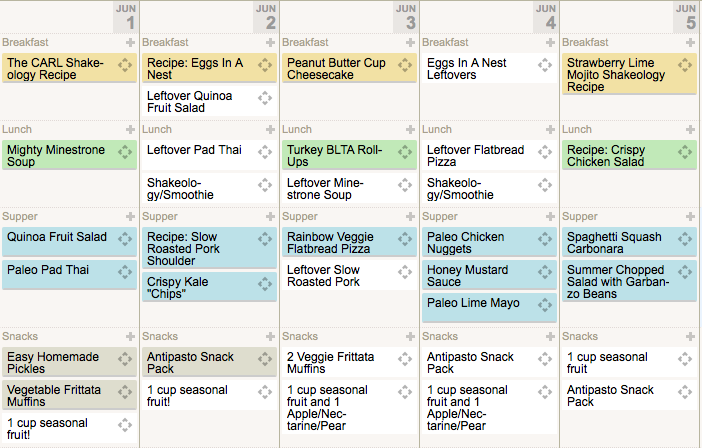 JUN
1
JUN
2
JUN
3
JUN
4
JUN
5
Breakfast
Breakfast
Breakfast
Breakfast
Breakfast
The CARL Shake-
ology Recipe
Recipe: Eggs In A
Nest
Leftover Quinoa
Fruit Salad
Peanut Butter Cup
Cheesecake
Eggs In A Nest
Leftovers
Strawberry Lime
Mojito Shakeology
Recipe
Lunch
Lunch
Lunch
Lunch
Lunch
Mighty Minestrone
Soup
Leftover Pad Thai
Shakeolo-
gy/Smoothie
Turkey BLTA Roll-
Ups
Leftover Mine-
strone Soup
Leftover Flatbread
Pizza
Shakeolo-
gy/Smoothie
Recipe: Crispy
Chicken Salad
Supper
Supper
Supper
Supper
Supper
Quinoa Fruit Salad
Paleo Pad Thai
Recipe: Slow
Roasted Pork
Shoulder
Crispy Kale
"Chips"
Rainbow Veggie
Flatbread Pizza
Leftover Slow
Roasted Pork
Paleo Chicken
Nuggets
Honey Mustard
Sauce
Paleo Lime Mayo
Spaghetti Squash
Carbonara
Summer Chopped
Salad with Garban-
zo Beans
Snacks
Snacks
Snacks
Snacks
Snacks
Easy Homemade
Pickles
Vegetable Frittata
Muffins
1 cup seasonal
fruit!
Antipasto Snack
Pack
1 cup seasonal
fruit!
2 Veggie Frittata
Muffins
1 cup seasonal
fruit and 1
Apple/Nec-
tarine/Pear
Antipasto Snack
Pack
1 cup seasonal
fruit and 1
Apple/Nec-
tarine/Pear
1 cup seasonal
fruit
Antipasto Snack
Pack